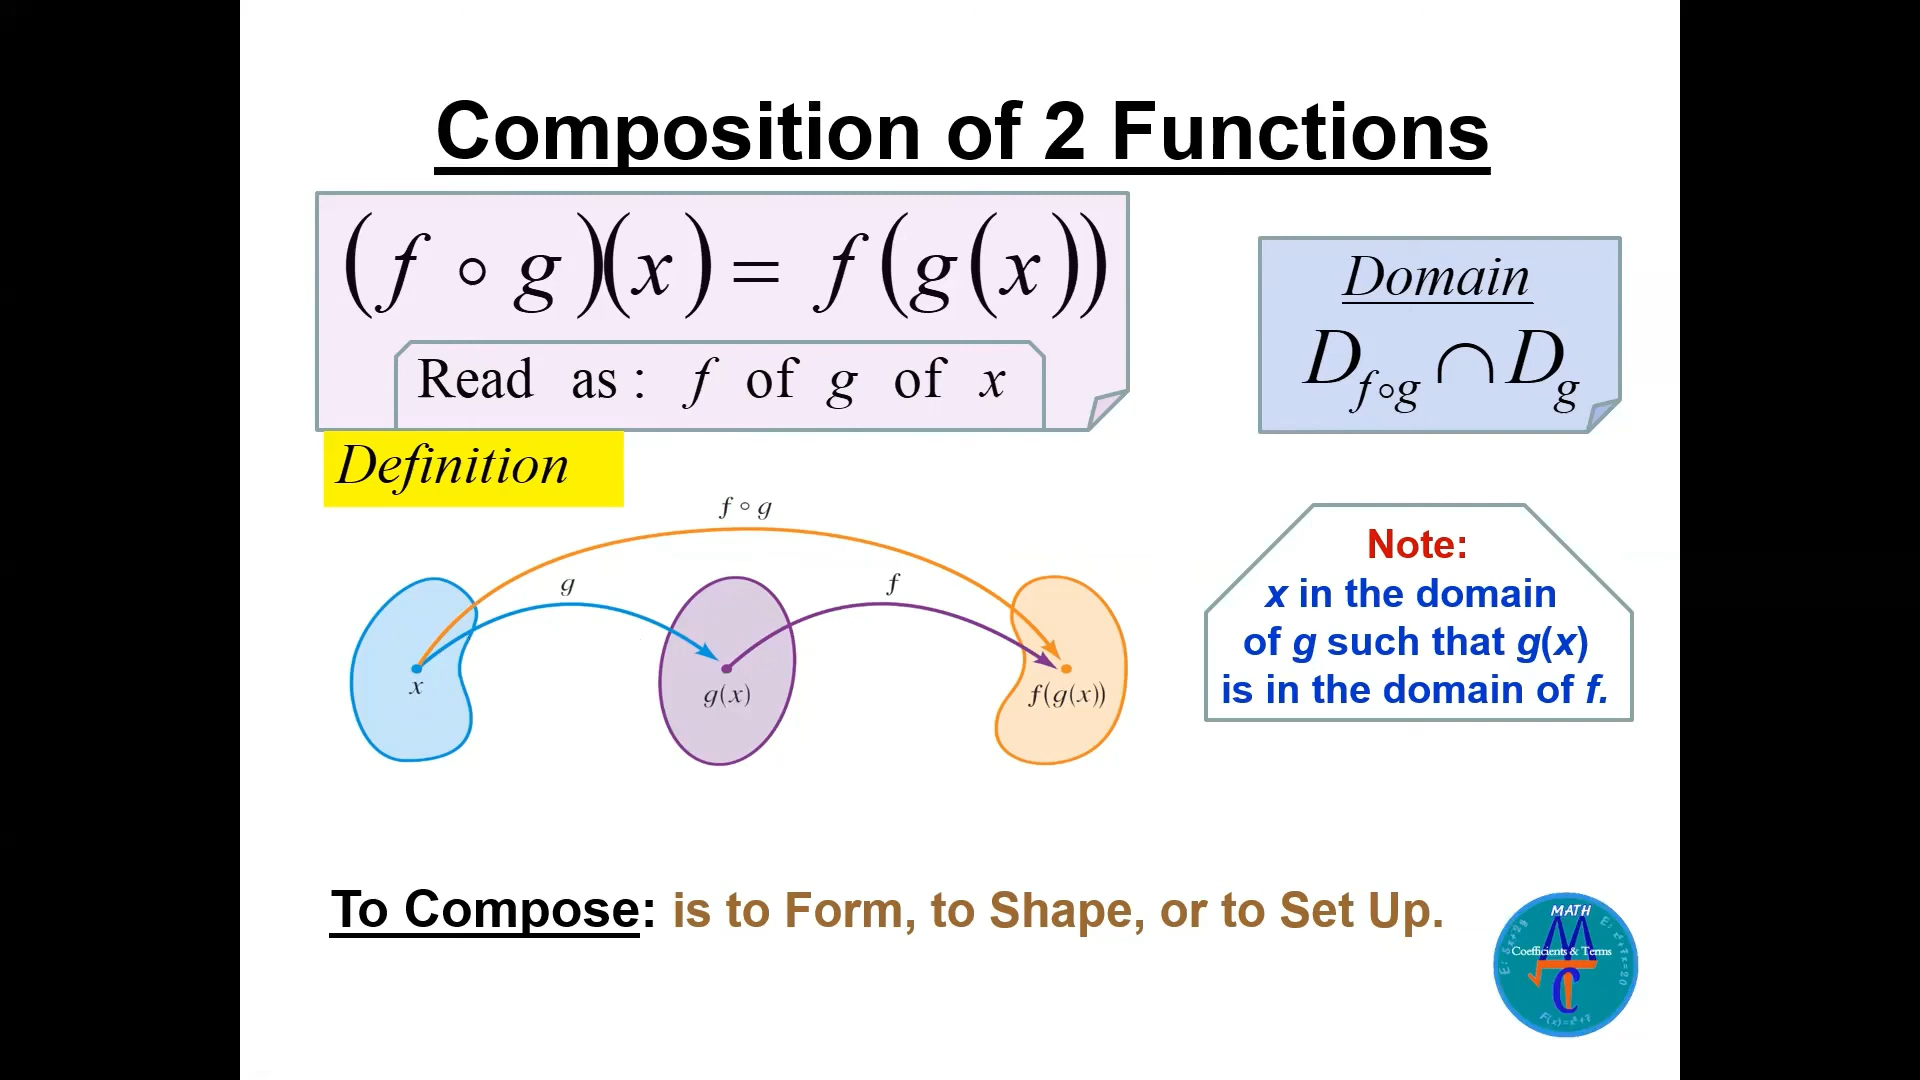 Composition of 2 Functions
(f ∘ g)(x) = f(g(x))
Read as: f of g of x
Domain
D_{f∘g} ∩ D_g
Definition
f ∘ g
g
f
x
g(x)
f(g(x))
Note:
x in the domain
of g such that g(x)
is in the domain of f.
To Compose: is to Form, to Shape, or to Set Up.
MATH
Coefficients & Terms